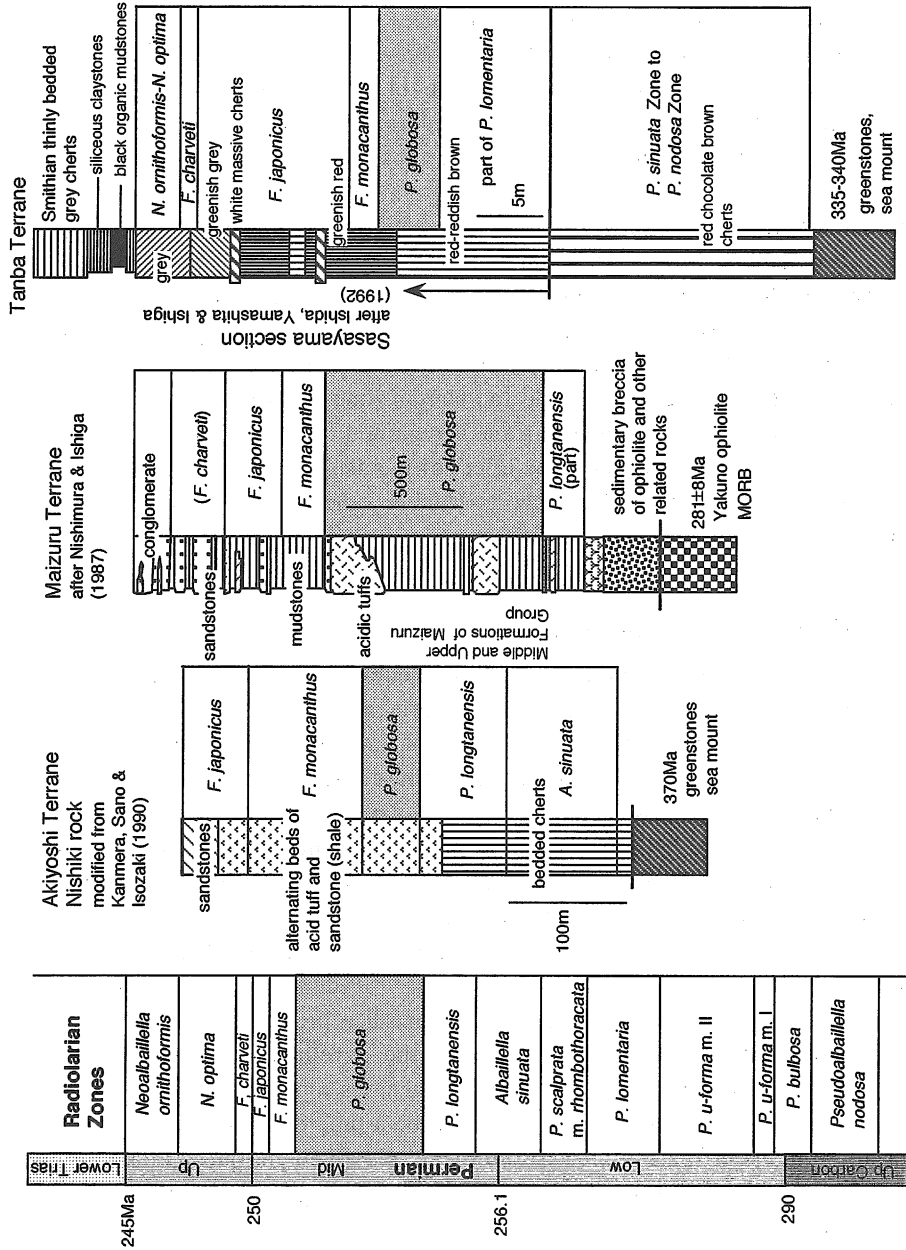 Radiolarian
Zones
Lower Trias
Up
Mid
Permian
Low
Up Carbon
245Ma
250
256.1
290
Neoalbaillella
ornithoformis
N. optima
F. charveti
F. japonicus
F. monacanthus
P. globosa
P. longtanensis
Albaillella
sinuata
P. scalprata
m. rhombothoracata
P. lomentaria
P. u-forma m. II
P. u-forma m. I
P. bulbosa
Pseudoalbaillella
nodosa
Akiyoshi Terrane
Nishiki rock
modified from
Kanmera, Sano &
Isozaki (1990)
sandstones
alternating beds of
acid tuff and
sandstone (shale)
bedded cherts
100m
F. japonicus
F. monacanthus
P. globosa
P. longtanensis
A. sinuata
370Ma
greenstones
sea mount
Maizuru Terrane
after Nishimura & Ishiga
(1987)
conglomerate
sandstones
mudstones
acidic tuffs
Middle and Upper
Formations of Maizuru
Group
(F. charveti)
F. japonicus
F. monacanthus
500m
P. globosa
P. longtanensis
(part)
sedimentary breccia
of ophiolite and other
related rocks
281±8Ma
Yakuno ophiolite
MORB
Tanba Terrane
Sasayama section
after Ishida, Yamashita & Ishiga
(1992)
Smithian thinly bedded
grey cherts
siliceous claystones
black organic mudstones
N. ornithoformis-N. optima
grey
F. charveti
greenish grey
white massive cherts
F. japonicus
greenish red
F. monacanthus
P. globosa
red-reddish brown
part of P. lomentaria
5m
P. sinuata Zone to
P. nodosa Zone
red chocolate brown
cherts
335-340Ma
greenstones,
sea mount